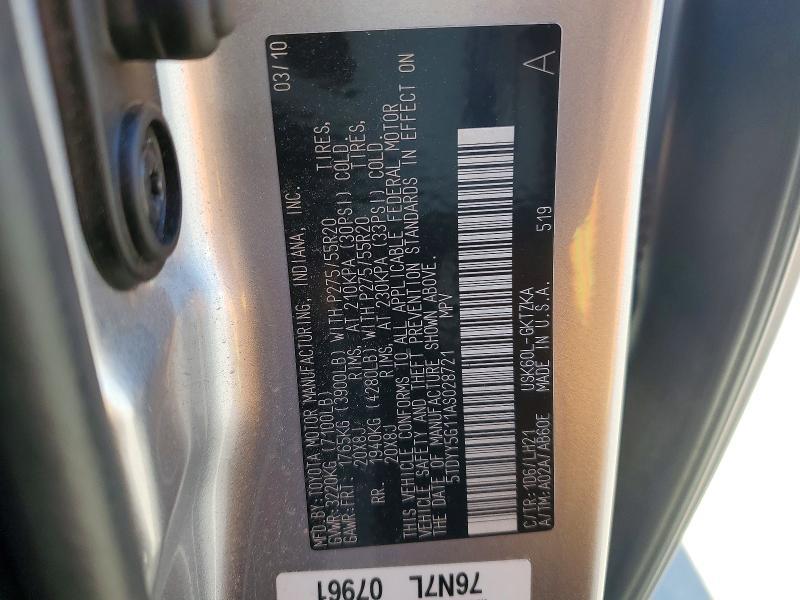 MFD.BY:TOYOTA MOTOR MANUFACTURING, INDIANA, INC. 03/10
GVWR:3220KG(7100LB)
GAWR:FRT 1765KG (3900LB) WITH P275/55R20 TIRES,
20X8J RIMS, AT 210KPA (30PSI) COLD
RR 1940KG (4280LB) WITH P275/55R20 TIRES,
20X8J RIMS, AT 230KPA (33PSI) COLD
THIS VEHICLE CONFORMS TO ALL APPLICABLE FEDERAL MOTOR
VEHICLE SAFETY AND THEFT PREVENTION STANDARDS IN EFFECT ON
THE DATE OF MANUFACTURE SHOWN ABOVE.
5TDYY5G11AS028721 MPV
C/TR:1D6/LH21 USK60L-GKTZKA
A/TM:A02A/AB60E MADE IN U.S.A. 519
A
76N7L
07961